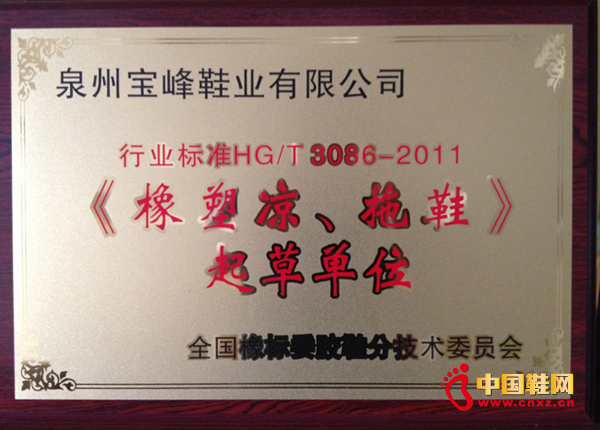 泉州宝峰鞋业有限公司
行业标准HG/T 3086-2011
《橡塑凉、拖鞋》
起草单位
全国橡标委胶鞋分技术委员会
中国鞋网
www.cnxz.cn